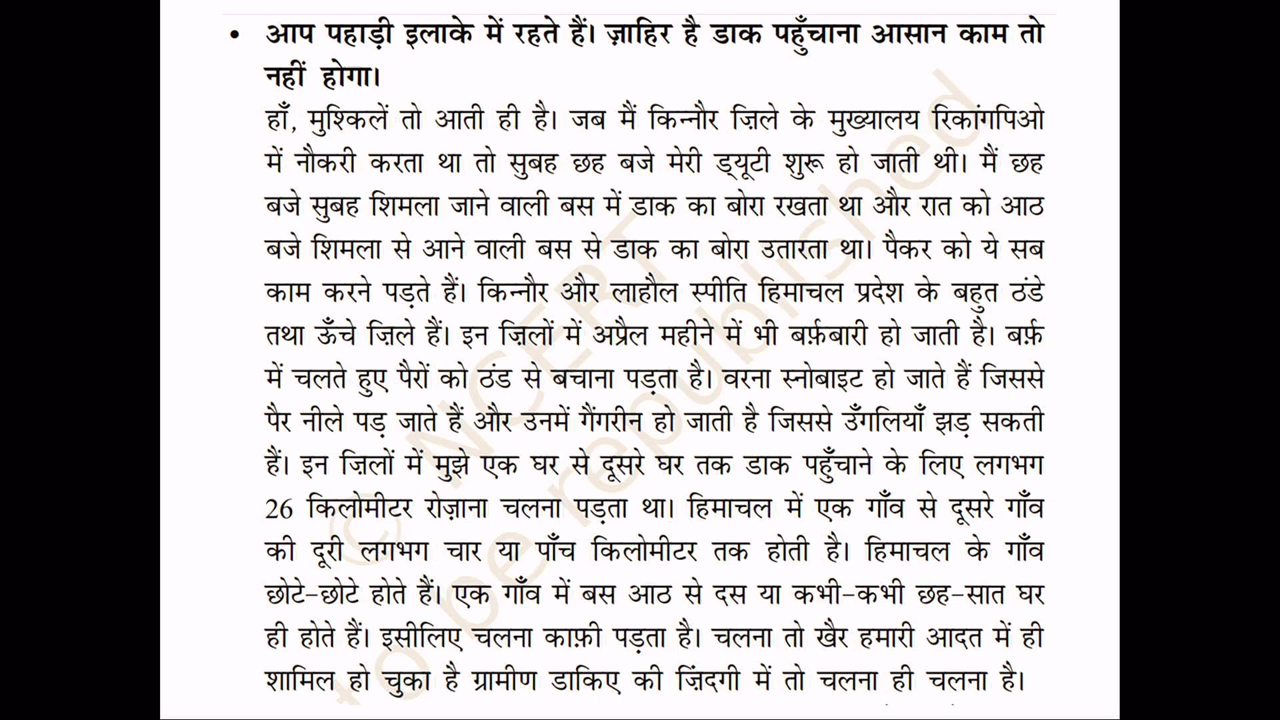 • आप पहाड़ी इलाके में रहते हैं। ज़ाहिर है डाक पहुँचाना आसान काम तो
नहीं होगा।
हाँ, मुश्किलें तो आती ही है। जब मैं किन्नौर ज़िले के मुख्यालय रिकांगपिओ
में नौकरी करता था तो सुबह छह बजे मेरी ड्यूटी शुरू हो जाती थी। मैं छह
बजे सुबह शिमला जाने वाली बस में डाक का बोरा रखता था और रात को आठ
बजे शिमला से आने वाली बस से डाक का बोरा उतारता था। पैकर को ये सब
काम करने पड़ते हैं। किन्नौर और लाहौल स्पीति हिमाचल प्रदेश के बहुत ठंडे
तथा ऊँचे ज़िले हैं। इन ज़िलों में अप्रैल महीने में भी बर्फ़बारी हो जाती है। बर्फ़
में चलते हुए पैरों को ठंड से बचाना पड़ता है। वरना स्नोबाइट हो जाते हैं जिससे
पैर नीले पड़ जाते हैं और उनमें गैंगरीन हो जाती है जिससे उँगलियाँ झड़ सकती
हैं। इन ज़िलों में मुझे एक घर से दूसरे घर तक डाक पहुँचाने के लिए लगभग
26 किलोमीटर रोज़ाना चलना पड़ता था। हिमाचल में एक गाँव से दूसरे गाँव
की दूरी लगभग चार या पाँच किलोमीटर तक होती है। हिमाचल के गाँव
छोटे-छोटे होते हैं। एक गाँव में बस आठ से दस या कभी-कभी छह-सात घर
ही होते हैं। इसीलिए चलना काफ़ी पड़ता है। चलना तो खैर हमारी आदत में ही
शामिल हो चुका है ग्रामीण डाकिए की ज़िंदगी में तो चलना ही चलना है।
© NCERT
to be republished